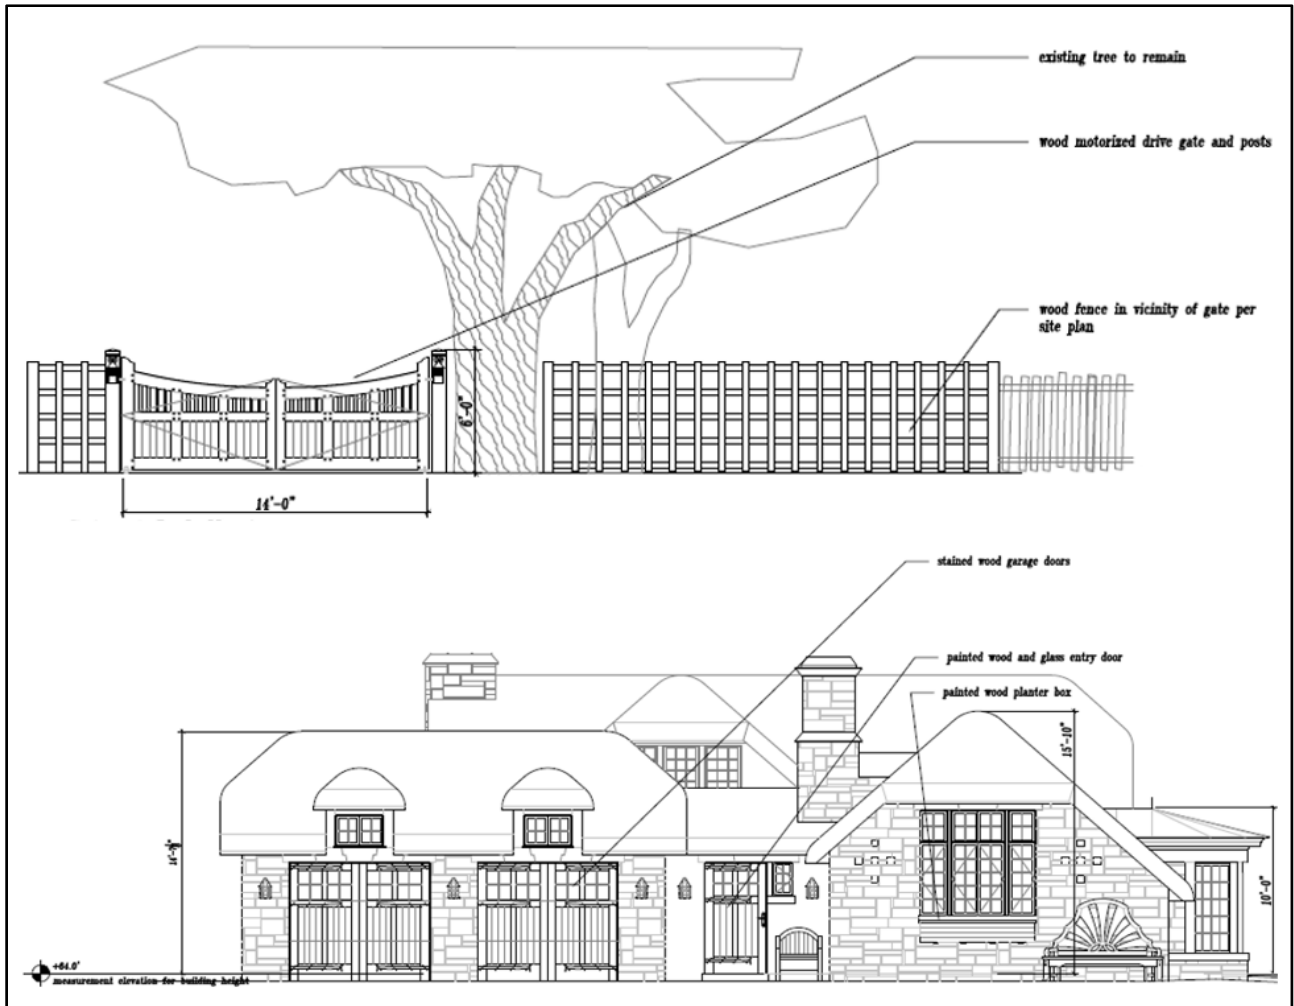 existing tree to remain
wood motorized drive gate and posts
wood fence in vicinity of gate per
site plan
6'-0"
14'-0"
stained wood garage doors
painted wood and glass entry door
painted wood planter box
15'-10"
10'-0"
+64.0'
measurement elevation for building height